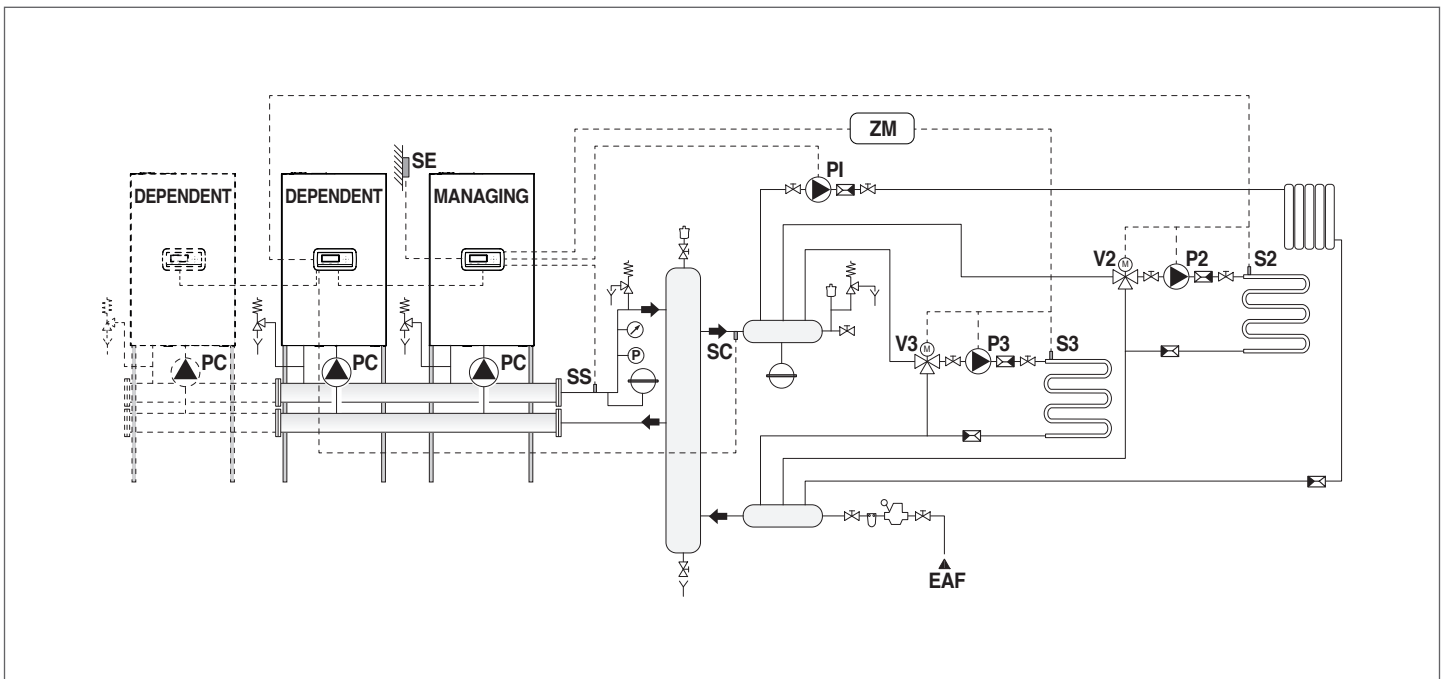 ZM
SE
PI
DEPENDENT
DEPENDENT
MANAGING
V2
M
P2
S2
V3
M
P3
S3
SC
P
PC
PC
PC
SS
EAF